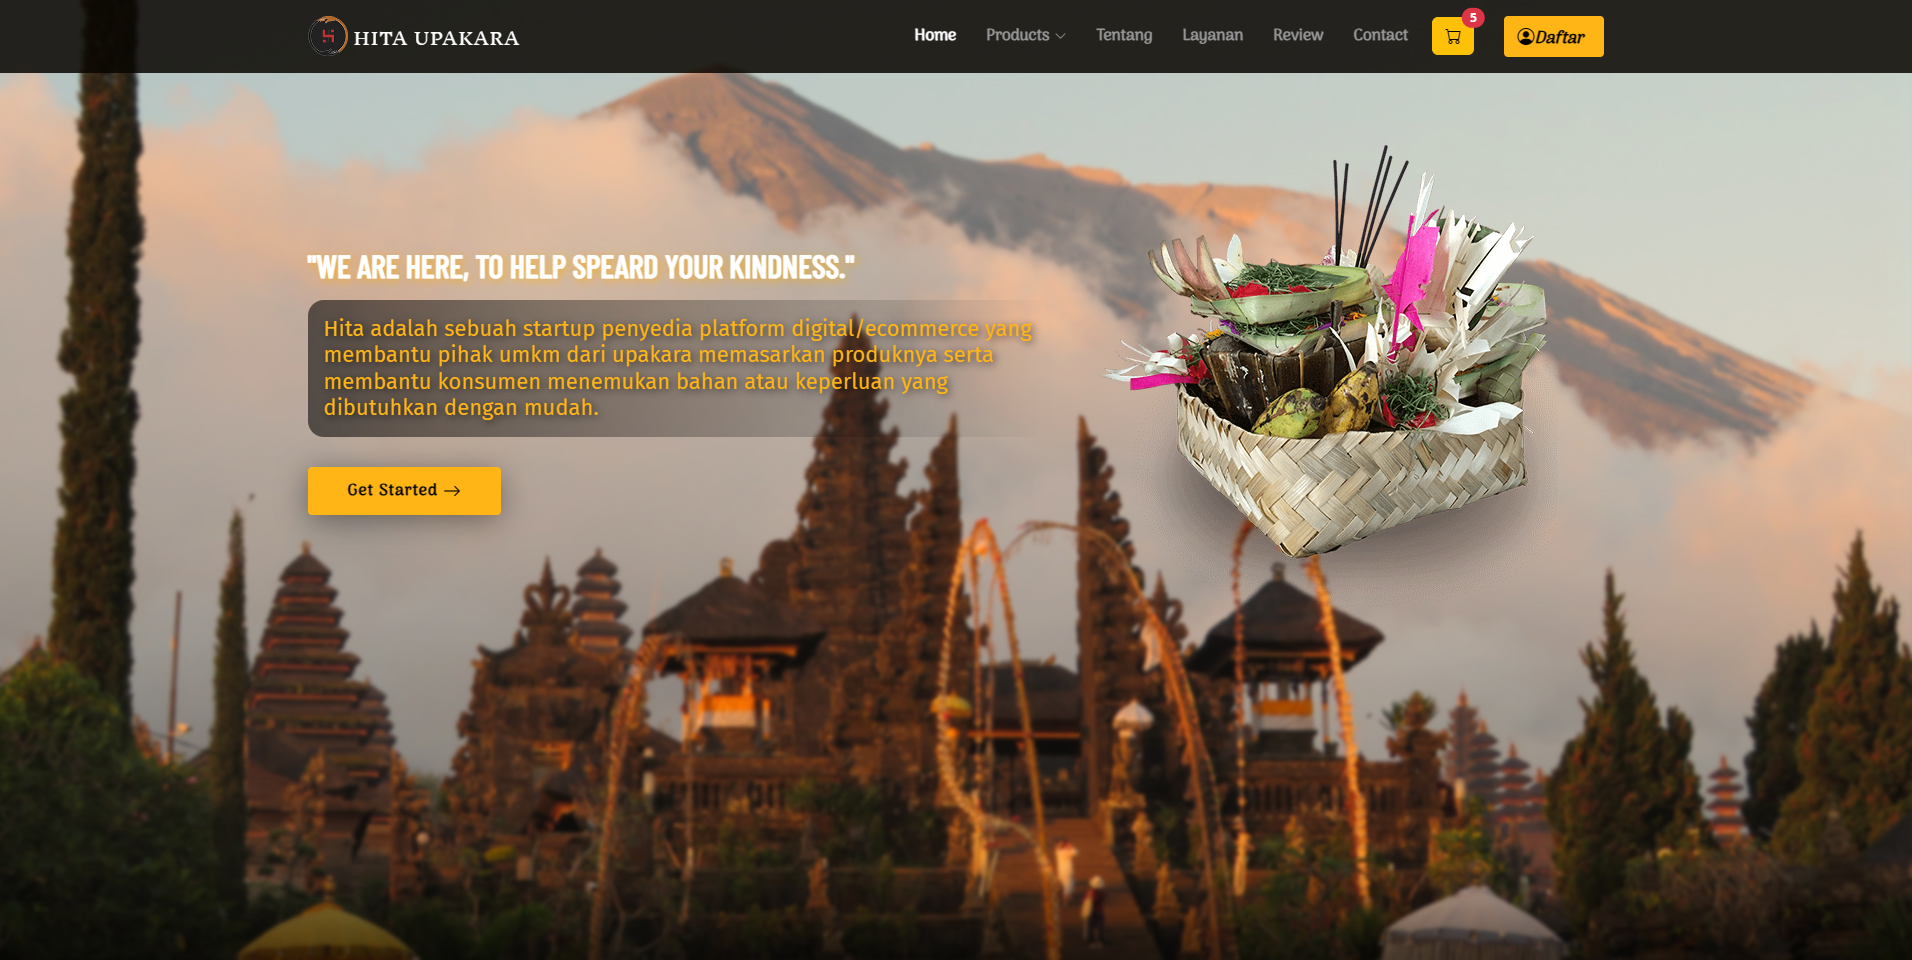 HITA UPAKARA
Home Products Tentang Layanan Review Contact 5 Daftar
"WE ARE HERE, TO HELP SPEARD YOUR KINDNESS."
Hita adalah sebuah startup penyedia platform digital/ecommerce yang
membantu pihak umkm dari upakara memasarkan produknya serta
membantu konsumen menemukan bahan atau keperluan yang
dibutuhkan dengan mudah.
Get Started →